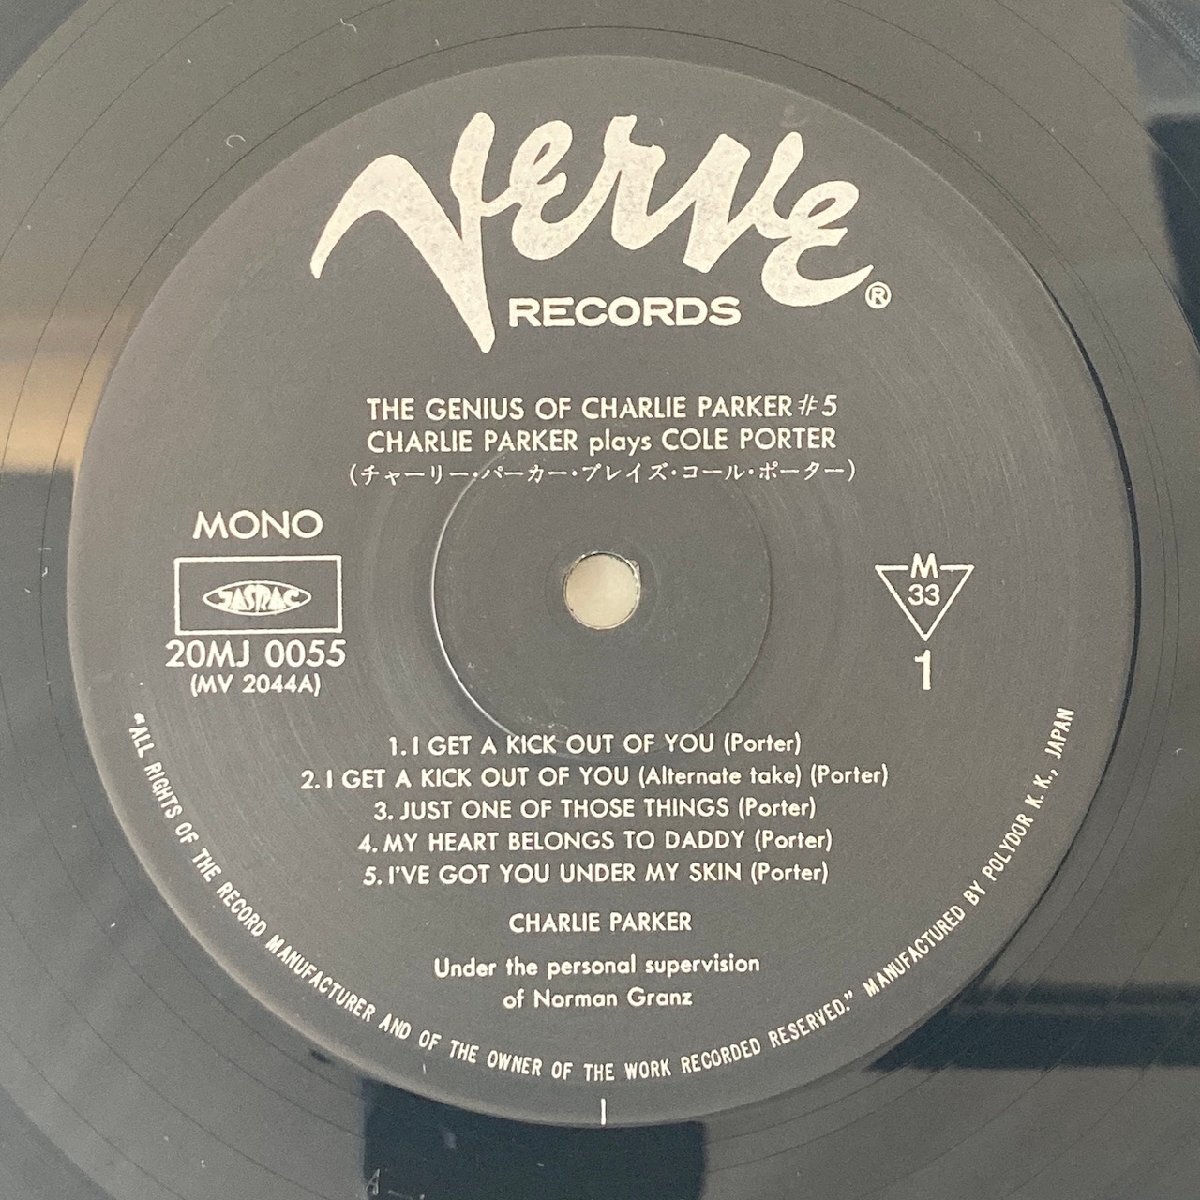 Verve ®
RECORDS
THE GENIUS OF CHARLIE PARKER #5
CHARLIE PARKER plays COLE PORTER
(チャーリー・パーカー・プレイズ・コール・ポーター)
MONO
JASRAC
20MJ 0055
(MV 2044A)
M
33
1
1. I GET A KICK OUT OF YOU (Porter)
2. I GET A KICK OUT OF YOU (Alternate take) (Porter)
3. JUST ONE OF THOSE THINGS (Porter)
4. MY HEART BELONGS TO DADDY (Porter)
5. I'VE GOT YOU UNDER MY SKIN (Porter)
CHARLIE PARKER
Under the personal supervision
of Norman Granz
"ALL RIGHTS OF THE RECORD MANUFACTURER AND OF THE OWNER OF THE WORK RECORDED RESERVED." MANUFACTURED BY POLYDOR K. K., JAPAN